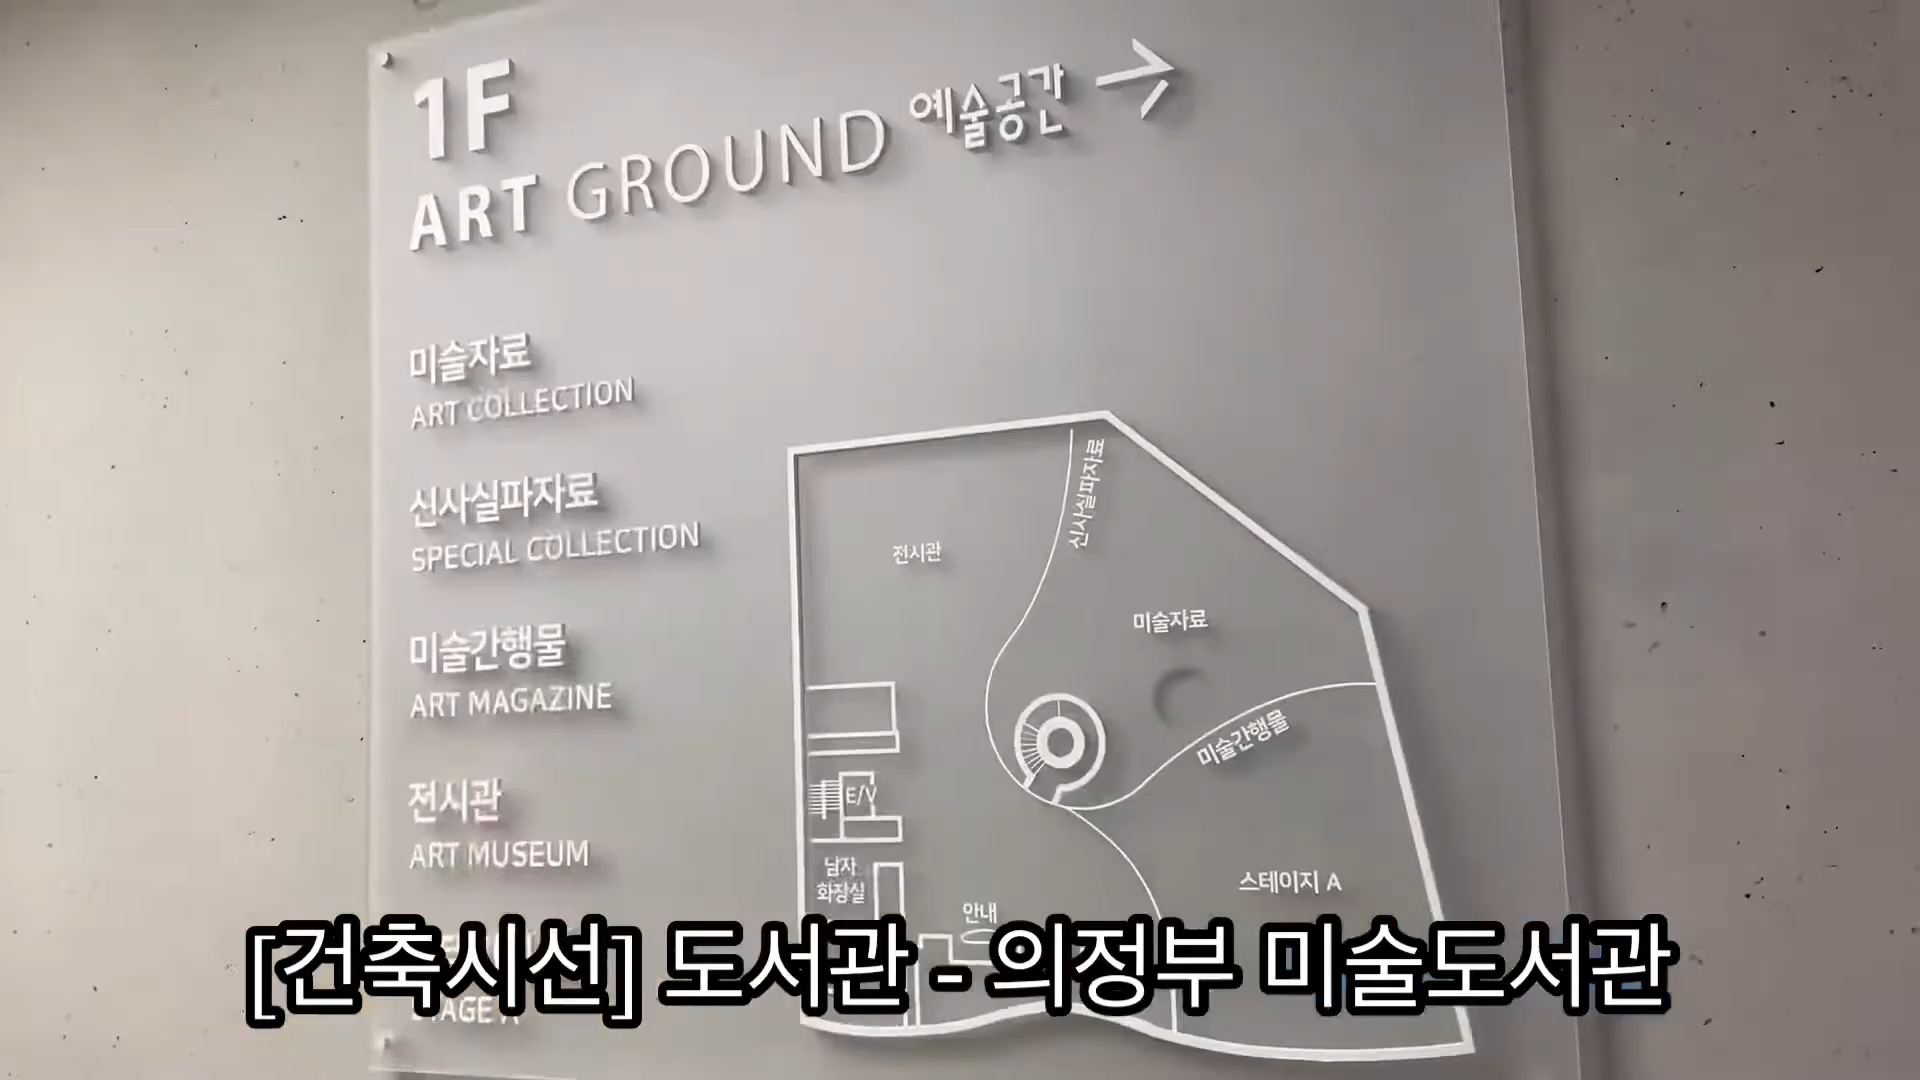 1F
ART GROUND 예술공간 →
미술자료
ART COLLECTION
신사실파자료
SPECIAL COLLECTION
미술간행물
ART MAGAZINE
전시관
ART MUSEUM
STAGE A
신사실파자료
전시관
미술자료
미술간행물
E/V
남자
화장실
안내
스테이지 A
[건축시선] 도서관 - 의정부 미술도서관